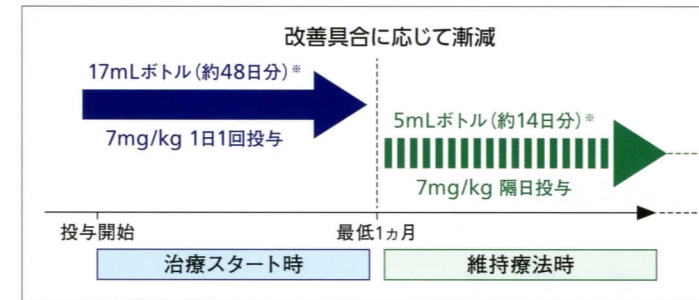 改善具合に応じて漸減
17mLボトル（約48日分）※
7mg/kg 1日1回投与
5mLボトル（約14日分）※
7mg/kg 隔日投与
投与開始
最低1ヵ月
治療スタート時
維持療法時